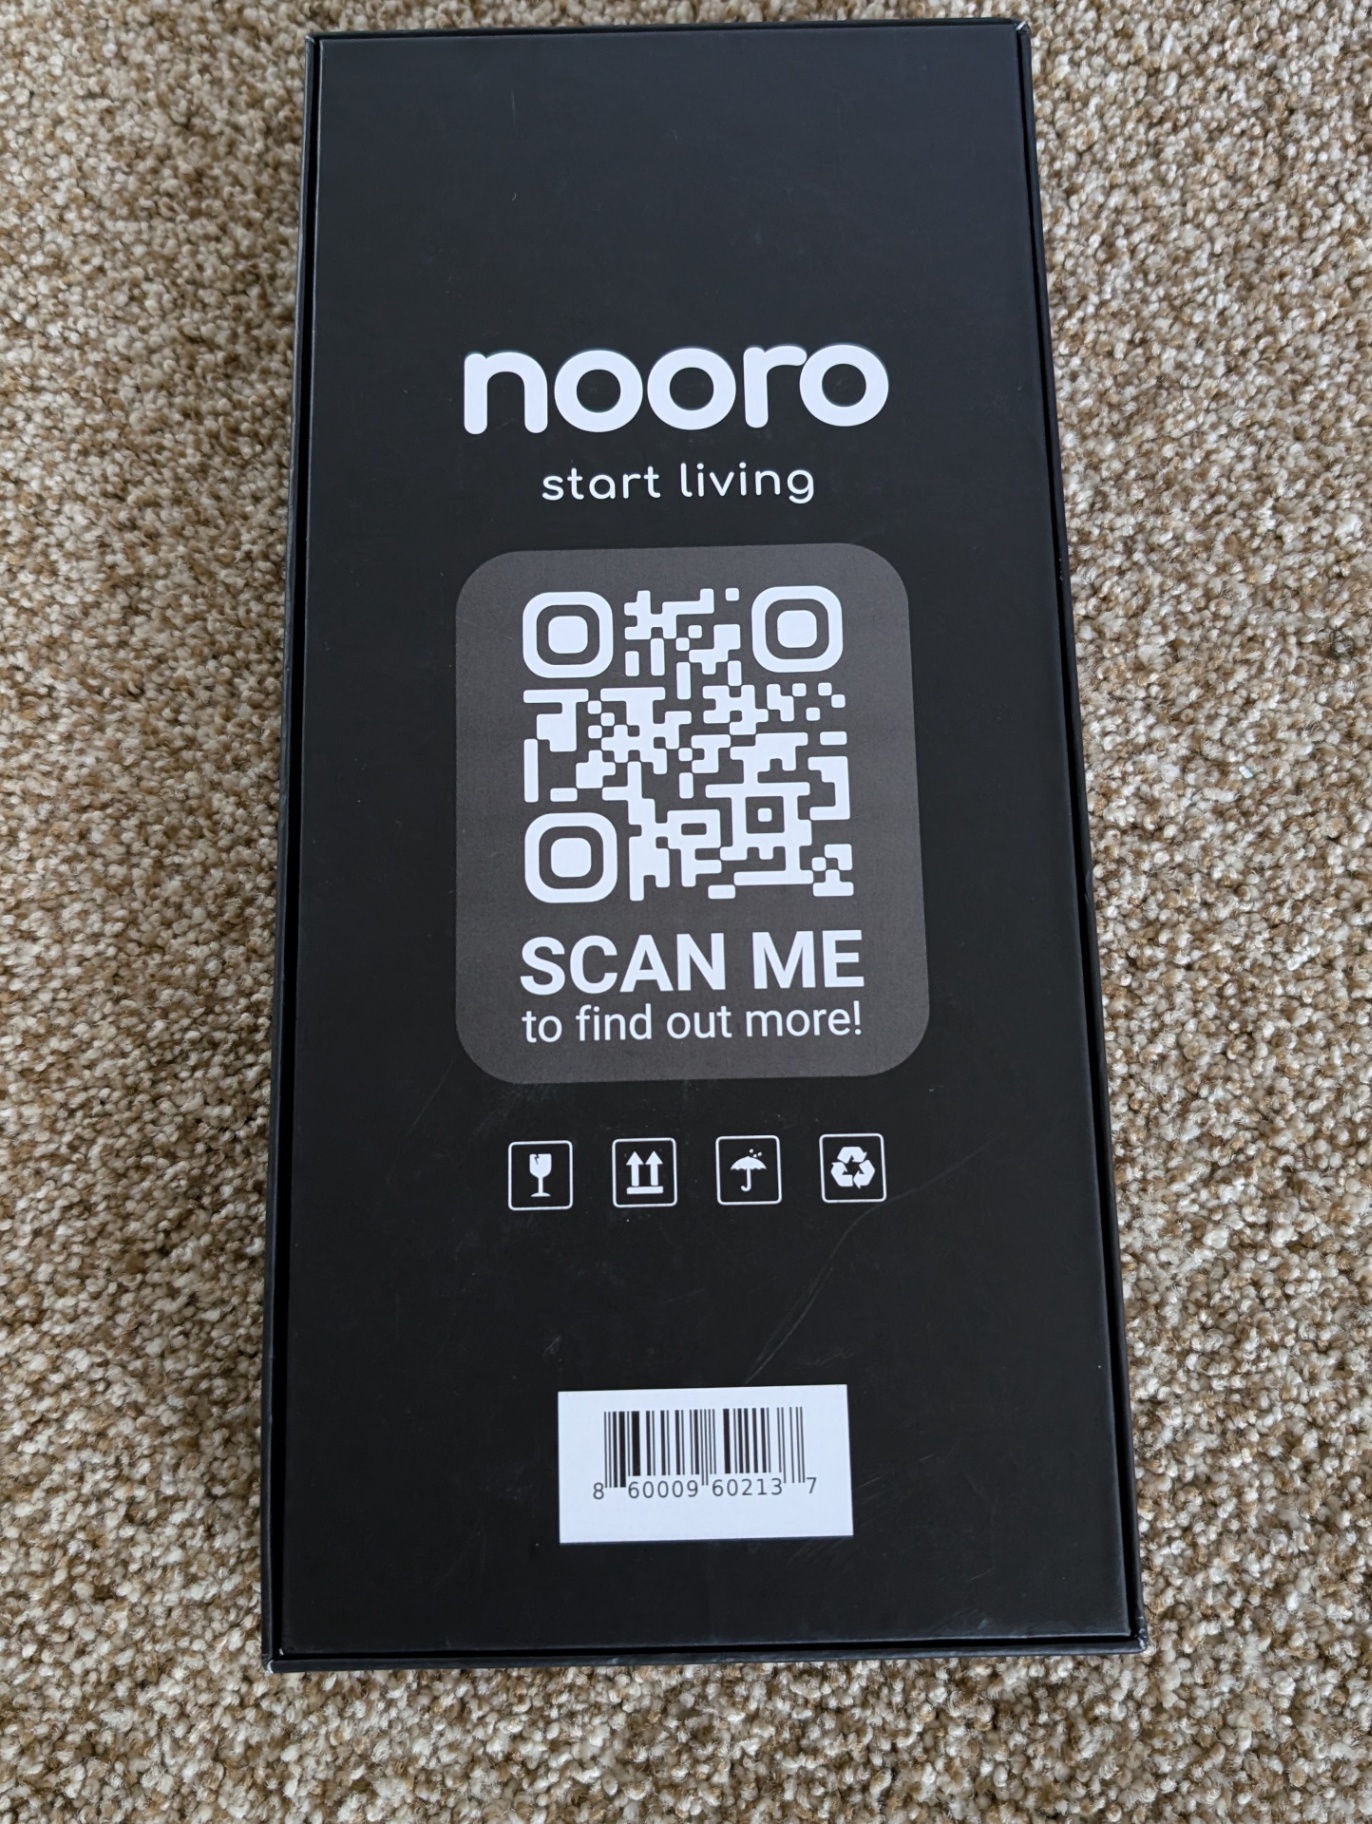 nooro
start living
SCAN ME
to find out more!
8 60009 60213 7